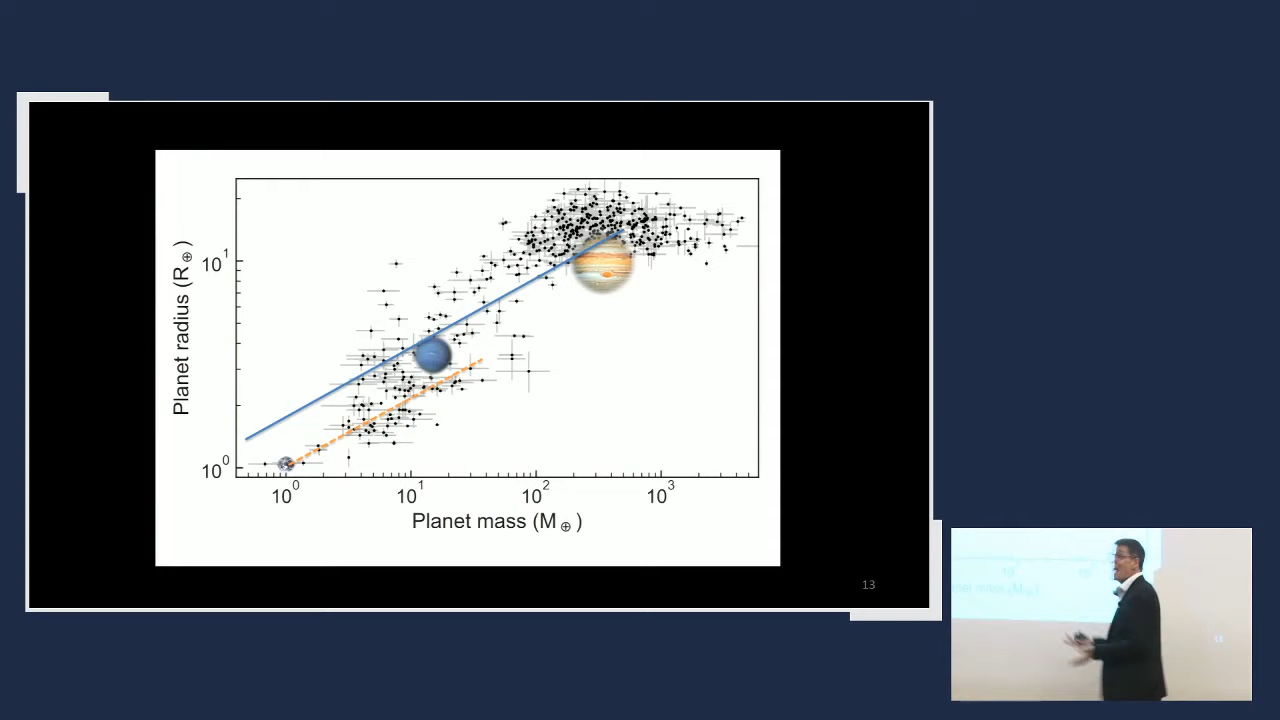 10¹
10⁰
Planet radius (R⊕)
10⁰ 10¹ 10² 10³
Planet mass (M⊕)
13